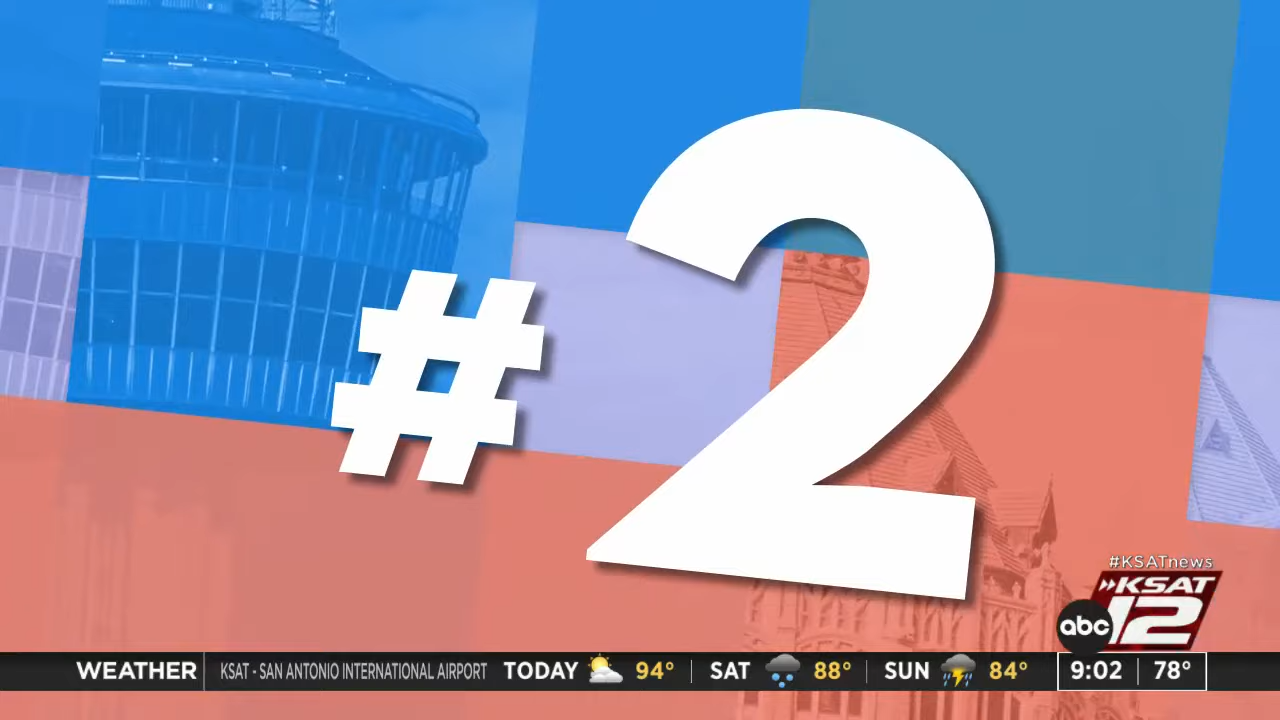 #2
#KSATnews
KSAT
abc 12
WEATHER KSAT - SAN ANTONIO INTERNATIONAL AIRPORT TODAY 94° SAT 88° SUN 84° 9:02 78°